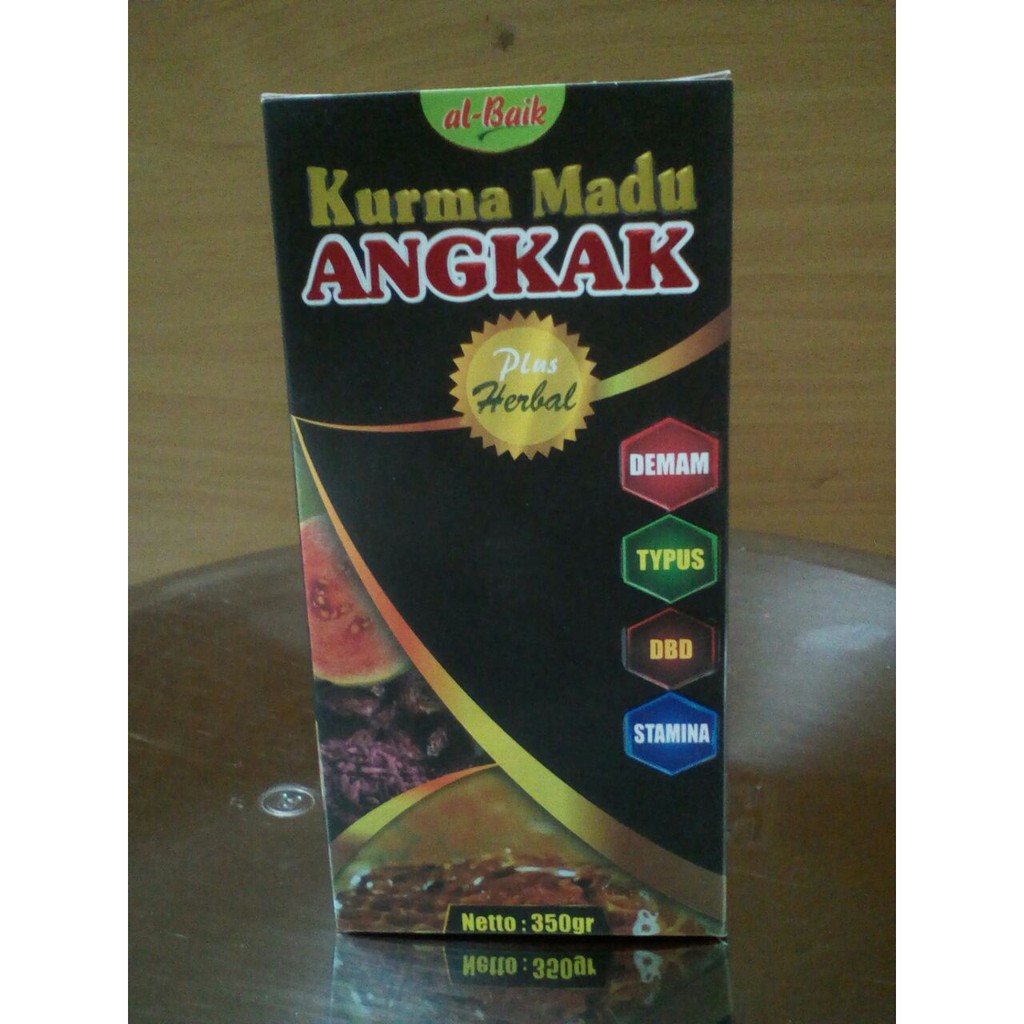 al-Baik
Kurma Madu
ANGKAK
Plus
Herbal
DEMAM
TYPUS
DBD
STAMINA
Netto : 350gr